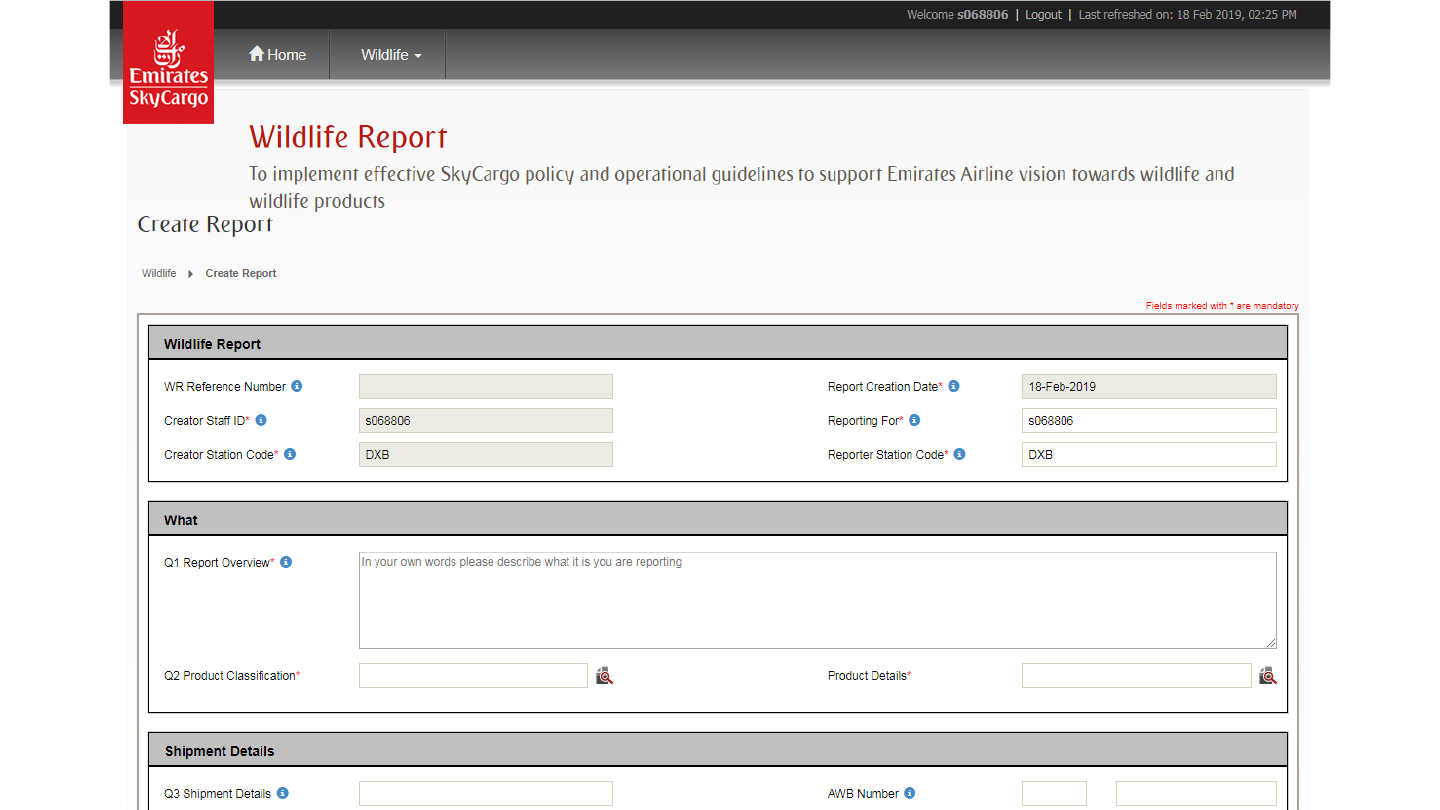 Welcome s068806 | Logout | Last refreshed on: 18 Feb 2019, 02:25 PM
Emirates
SkyCargo
Home
Wildlife
Wildlife Report
To implement effective SkyCargo policy and operational guidelines to support Emirates Airline vision towards wildlife and
wildlife products
Create Report
Wildlife
Create Report
Fields marked with * are mandatory
Wildlife Report
WR Reference Number
Report Creation Date* 18-Feb-2019
Creator Staff ID* s068806
Reporting For* s068806
Creator Station Code* DXB
Reporter Station Code* DXB
What
Q1 Report Overview*
In your own words please describe what it is you are reporting
Q2 Product Classification*
Product Details*
Shipment Details
Q3 Shipment Details
AWB Number